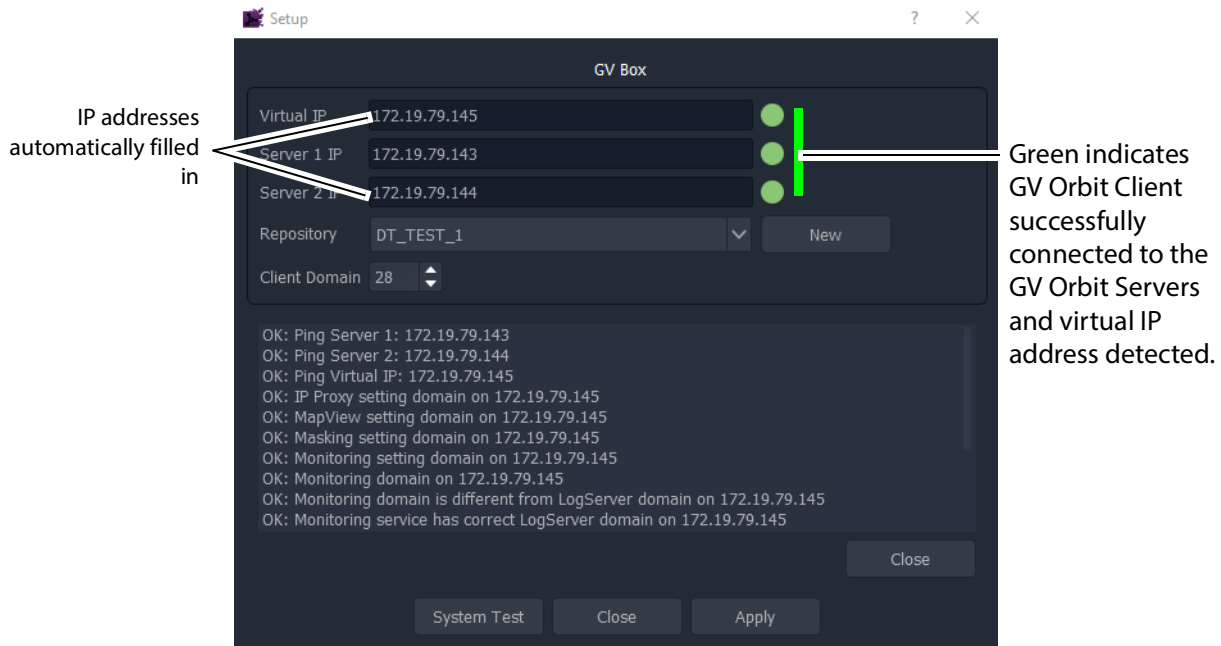 Setup
?
GV Box
IP addresses
automatically filled
in
Virtual IP 172.19.79.145
Server 1 IP 172.19.79.143
Server 2 IP 172.19.79.144
Repository DT_TEST_1 New
Client Domain 28
Green indicates
GV Orbit Client
successfully
connected to the
GV Orbit Servers
and virtual IP
address detected.
OK: Ping Server 1: 172.19.79.143
OK: Ping Server 2: 172.19.79.144
OK: Ping Virtual IP: 172.19.79.145
OK: IP Proxy setting domain on 172.19.79.145
OK: MapView setting domain on 172.19.79.145
OK: Masking setting domain on 172.19.79.145
OK: Monitoring setting domain on 172.19.79.145
OK: Monitoring domain on 172.19.79.145
OK: Monitoring domain is different from LogServer domain on 172.19.79.145
OK: Monitoring service has correct LogServer domain on 172.19.79.145
Close
System Test Close Apply